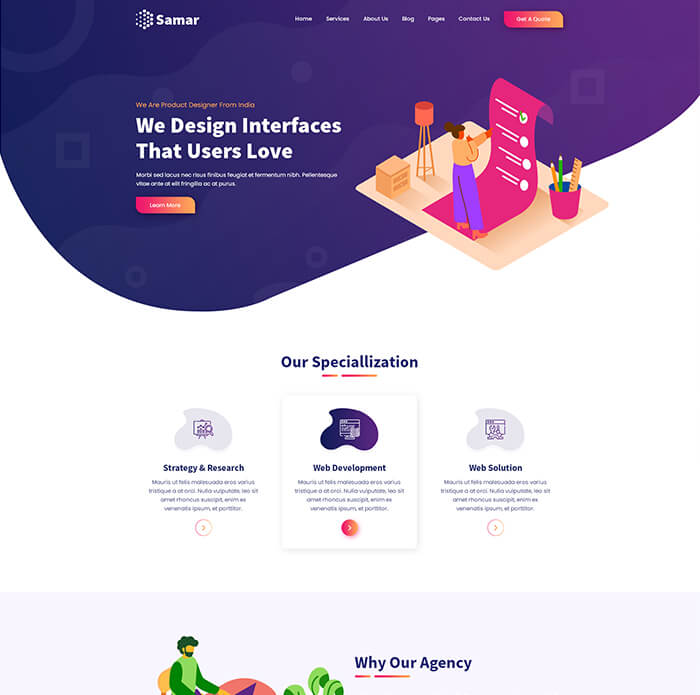 Samar
Home Services About Us Blog Pages Contact Us Get A Quote
We Are Product Designer From India
We Design Interfaces
That Users Love
Morbi sed lacus nec risus finibus feugiat et fermentum nibh. Pellentesque
vitae ante at elit fringilla ac at purus.
Learn More
Our Speciallization
Strategy & Research
Mauris ut felis malesuada eros varius
tristique a at orci. Nulla vulputate, leo sit
amet rhoncus suscipit, enim ex
venenatis ipsum, et porttitor.
Web Development
Mauris ut felis malesuada eros varius
tristique a at orci. Nulla vulputate, leo sit
amet rhoncus suscipit, enim ex
venenatis ipsum, et porttitor.
Web Solution
Mauris ut felis malesuada eros varius
tristique a at orci. Nulla vulputate, leo sit
amet rhoncus suscipit, enim ex
venenatis ipsum, et porttitor.
Why Our Agency